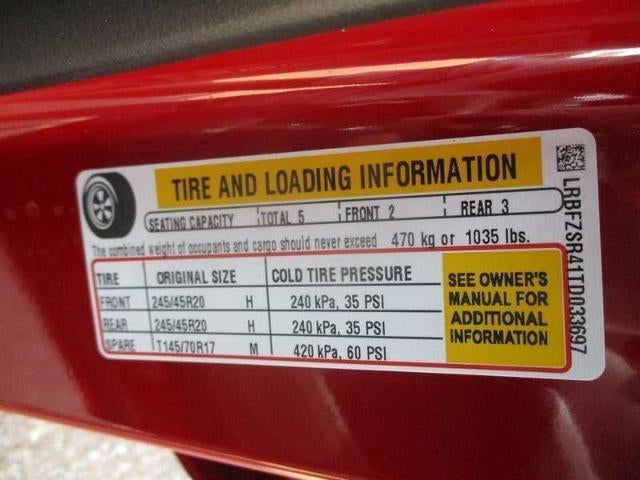 TIRE AND LOADING INFORMATION
SEATING CAPACITY TOTAL 5 FRONT 2 REAR 3
The combined weight of occupants and cargo should never exceed 470 kg or 1035 lbs.
TIRE ORIGINAL SIZE COLD TIRE PRESSURE
FRONT 245/45R20 H 240 kPa, 35 PSI
REAR 245/45R20 H 240 kPa, 35 PSI
SPARE T145/70R17 M 420 kPa, 60 PSI
SEE OWNER'S
MANUAL FOR
ADDITIONAL
INFORMATION
LRBFZSR41TD033697